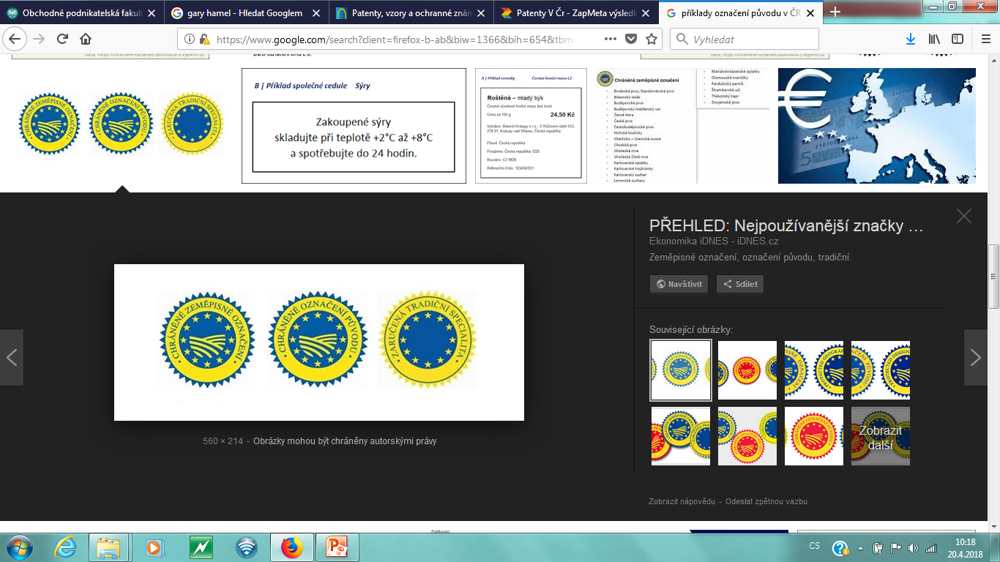 Obchodně podnikatelská fakul
gary hamel - Hledat Googlem
Patenty, vzory a ochranné znám
Patenty V Čr - ZapMeta výsledk
příklady označení původu v ČR
https://www.google.com/search?client=firefox-b-ab&biw=1366&bih=654&tbm=
Vyhledat
CHRÁNĚNÉ ZEMĚPISNÉ OZNAČENÍ
CHRÁNĚNÉ OZNAČENÍ PŮVODU
ZARUČENÁ TRADIČNÍ SPECIALITA
B | Příklad společné cedule Sýry
Zakoupené sýry
skladujte při teplotě +2°C až +8°C
a spotřebujte do 24 hodin.
A | Příklad cenovky Čerstvé hovězí maso CZ
Roštěná – mladý býk
Čerstvé výsekové hovězí maso bez kosti
Cena za 100 g 24,50 Kč
Výrobce: Bidvest Kralupy s.r.o., V Růžovém údolí 553,
278 01, Kralupy nad Vltavou, Česká republika
Původ: Česká republika
Poraženo: Česká republika 1225
Bouráno: CZ 9826
Referenční číslo: 123456/931
Chráněné zeměpisné označení
- Brněnské pivo; Starobrněnské pivo
- Březnický ležák
- Budějovické pivo
- Budějovický měšťanský var
- Černá Hora
- České pivo
- Českobudějovické pivo
- Hořické trubičky
- Chelčicko – Lhenické ovoce
- Chodské pivo
- Jihočeská niva
- Jihočeská Zlatá niva
- Karlovarské oplatky
- Karlovarské trojhránky
- Karlovarský suchar
- Lomnické suchary
- Mariánskolázeňské oplatky
- Olomoucké tvarůžky
- Pardubický perník
- Štramberské uši
- Třeboňský kapr
- Znojemské pivo
€
CHRÁNĚNÉ ZEMĚPISNÉ OZNAČENÍ
CHRÁNĚNÉ OZNAČENÍ PŮVODU
ZARUČENÁ TRADIČNÍ SPECIALITA
560 × 214 - Obrázky mohou být chráněny autorskými právy
PŘEHLED: Nejpoužívanější značky ...
Ekonomika iDNES - iDNES.cz
Zeměpisné označení, označení původu, tradiční.
Navštívit
Sdílet
Související obrázky:
Zobrazit
další
Zobrazit nápovědu - Odeslat zpětnou vazbu
Poděkování
CS
10:18
20.4.2018